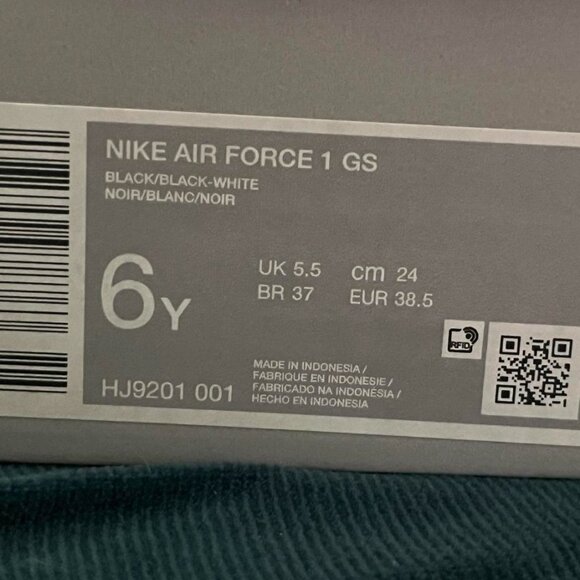 NIKE AIR FORCE 1 GS
BLACK/BLACK-WHITE
NOIR/BLANC/NOIR
6Y
UK 5.5 cm 24
BR 37 EUR 38.5
RFID
HJ9201 001
MADE IN INDONESIA /
FABRIQUE EN INDONESIE /
FABRICADO NA INDONÉSIA /
HECHO EN INDONESIA